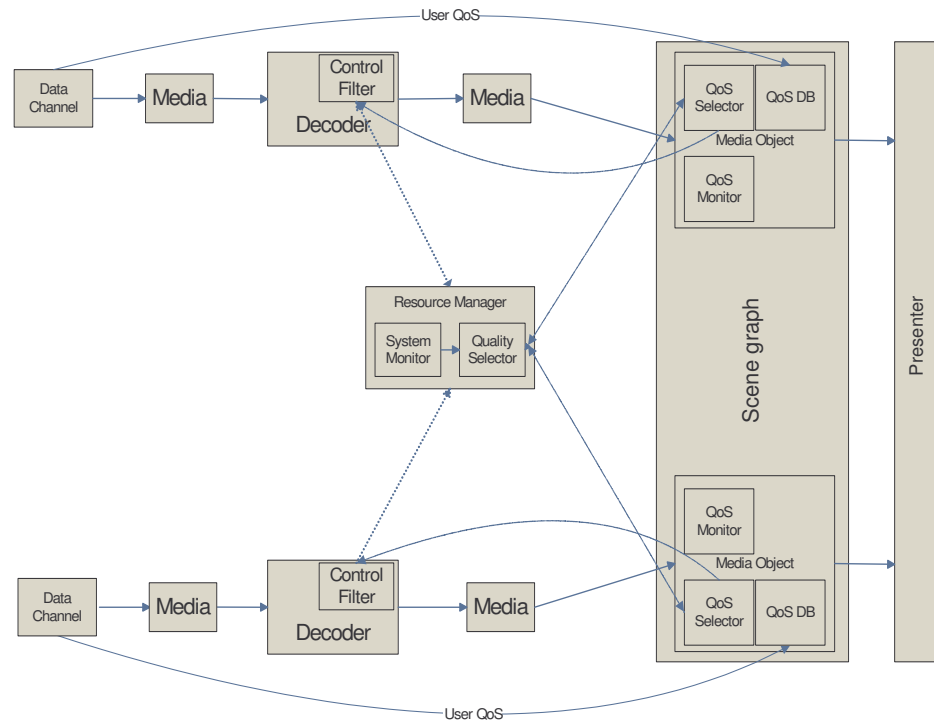 User QoS
Data
Channel
Media
Control
Filter
Decoder
Media
QoS
Selector
QoS DB
Media Object
QoS
Monitor
Resource Manager
System
Monitor
Quality
Selector
Scene graph
Presenter
QoS
Monitor
Media Object
QoS
Selector
QoS DB
Data
Channel
Media
Control
Filter
Decoder
Media
User QoS